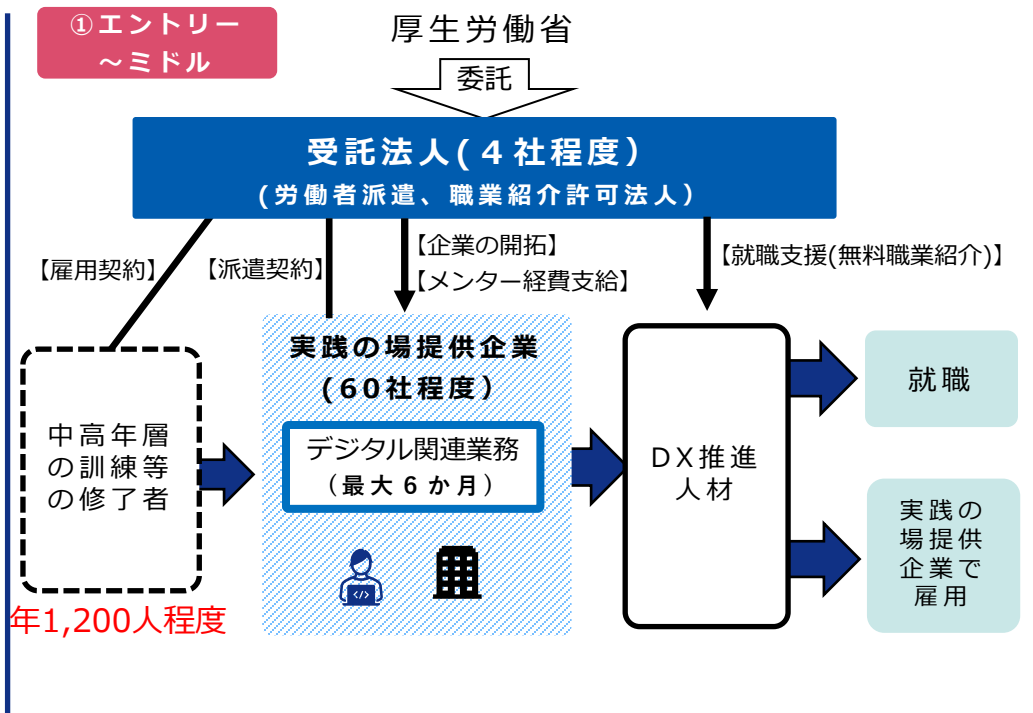 ①エントリー
～ミドル
厚生労働省
委託
受託法人(４社程度)
(労働者派遣、職業紹介許可法人)
【雇用契約】
【派遣契約】
【企業の開拓】
【メンター経費支給】
【就職支援(無料職業紹介)】
中高年層
の訓練等
の修了者
年1,200人程度
実践の場提供企業
(60社程度)
デジタル関連業務
（最大６か月）
</>
DX推進
人材
就職
実践の
場提供
企業で
雇用